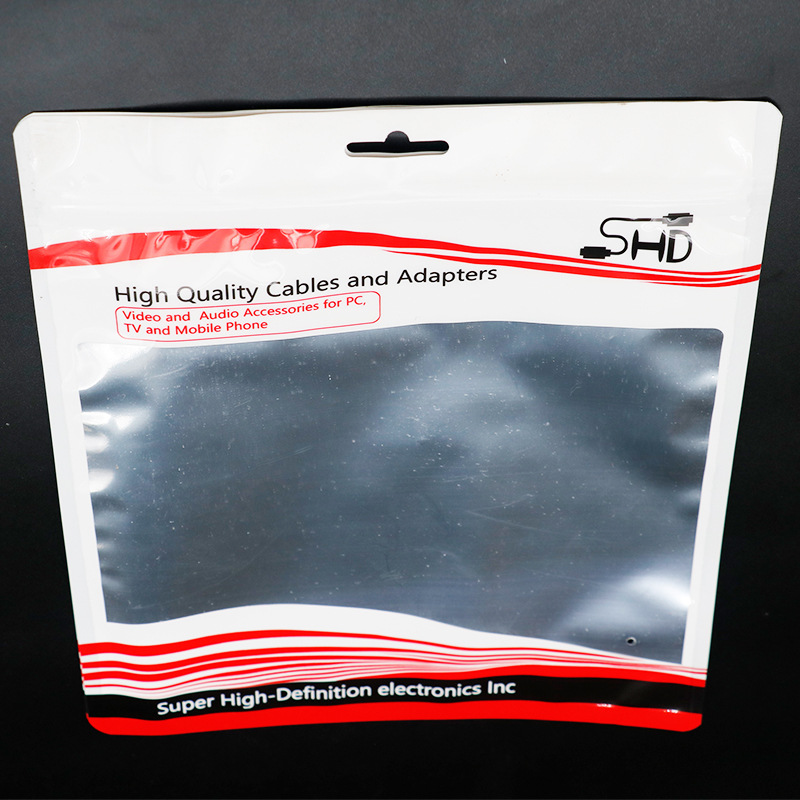 SHD
High Quality Cables and Adapters
Video and Audio Accessories for PC,
TV and Mobile Phone
Super High-Definition electronics Inc